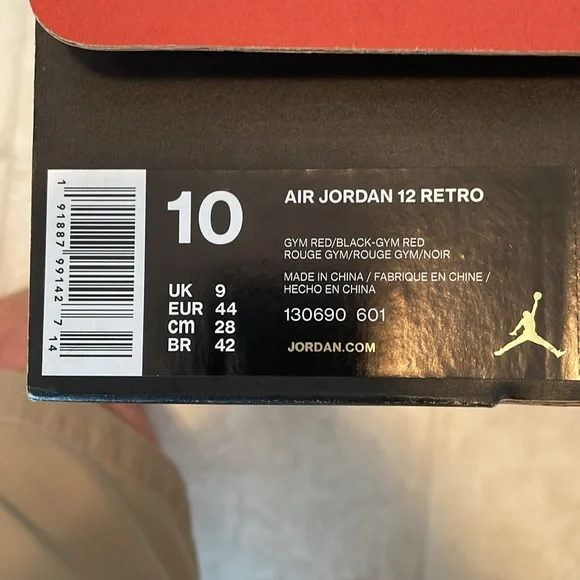 1 91887 99142 7 14
10
UK 9
EUR 44
cm 28
BR 42
AIR JORDAN 12 RETRO
GYM RED/BLACK-GYM RED
ROUGE GYM/ROUGE GYM/NOIR
MADE IN CHINA / FABRIQUE EN CHINE /
HECHO EN CHINA
130690 601
JORDAN.COM